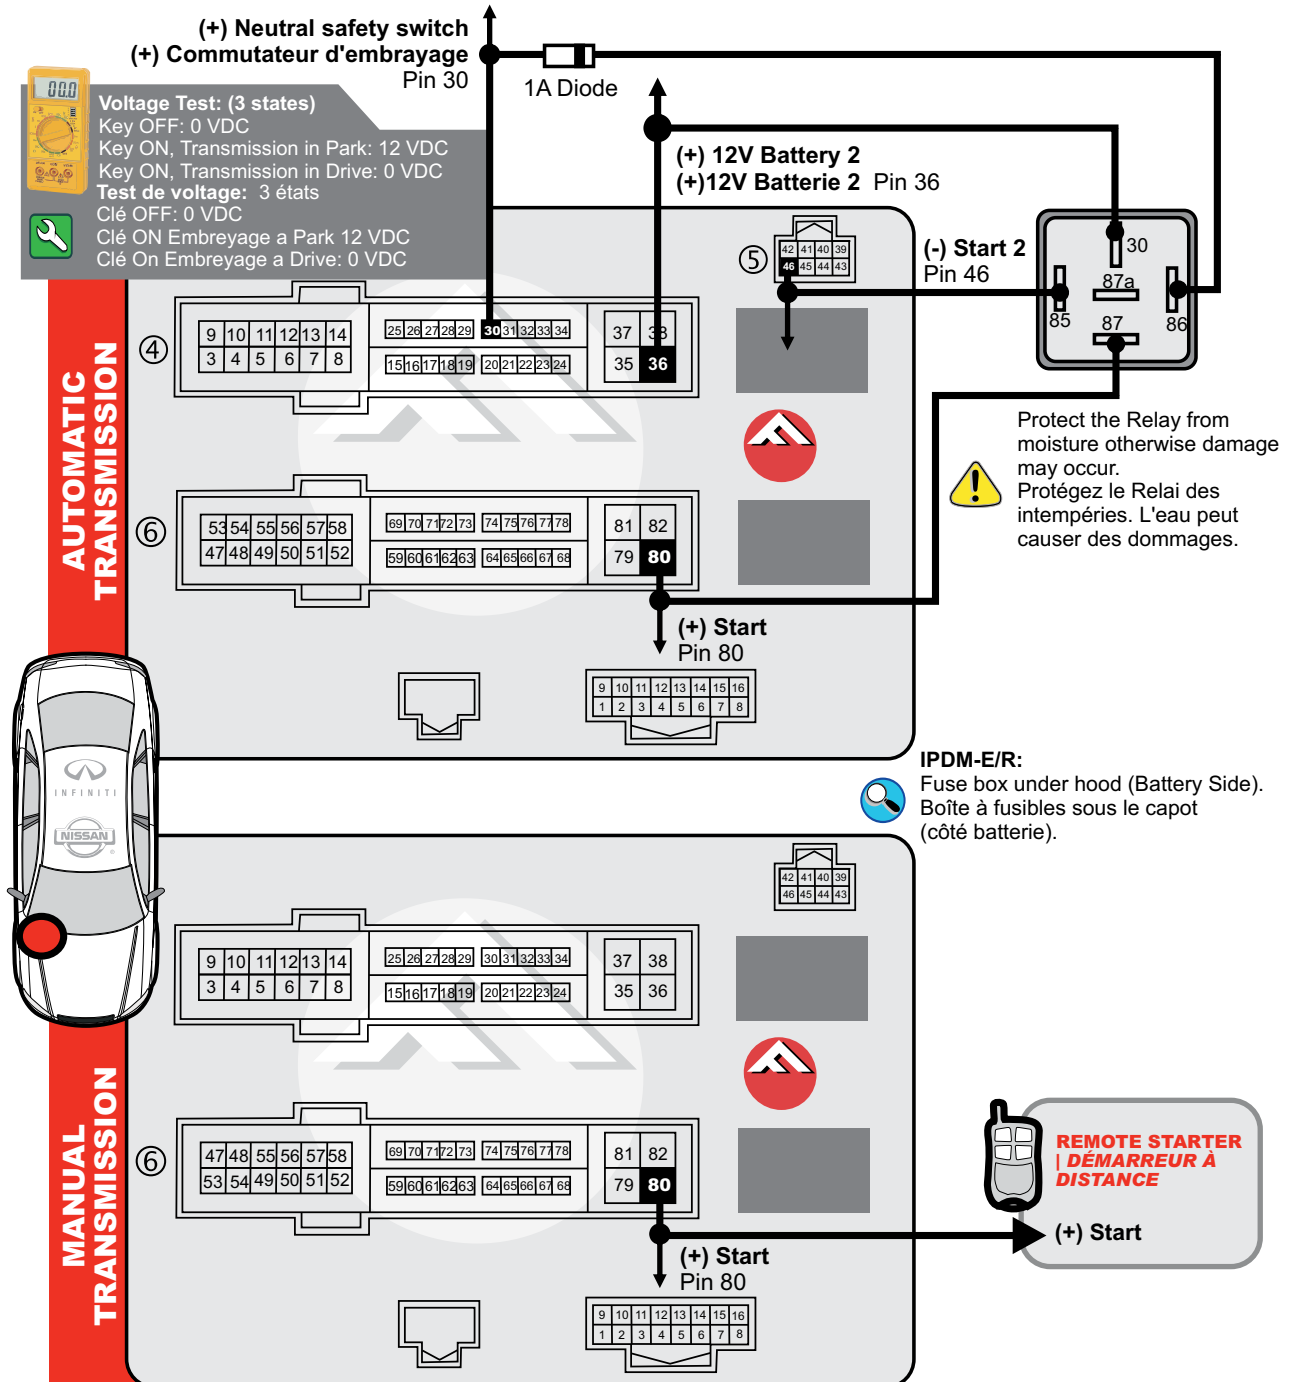 (+) Neutral safety switch
(+) Commutateur d'embrayage
Pin 30
1A Diode
00.0
Voltage Test: (3 states)
Key OFF: 0 VDC
Key ON, Transmission in Park: 12 VDC
Key ON, Transmission in Drive: 0 VDC
Test de voltage: 3 états
Clé OFF: 0 VDC
Clé ON Embreyage a Park 12 VDC
Clé On Embreyage a Drive: 0 VDC
(+) 12V Battery 2
(+)12V Batterie 2 Pin 36
(-) Start 2
Pin 46
30
87a
85
87
86
5
42 41 40 39
46 45 44 43
AUTOMATIC
TRANSMISSION
4
9 10 11 12 13 14
3 4 5 6 7 8
25 26 27 28 29 30 31 32 33 34
15 16 17 18 19 20 21 22 23 24
37 38
35 36
Protect the Relay from
moisture otherwise damage
may occur.
Protégez le Relai des
intempéries. L'eau peut
causer des dommages.
6
53 54 55 56 57 58
47 48 49 50 51 52
69 70 71 72 73 74 75 76 77 78
59 60 61 62 63 64 65 66 67 68
81 82
79 80
(+) Start
Pin 80
9 10 11 12 13 14 15 16
1 2 3 4 5 6 7 8
INFINITI
NISSAN
IPDM-E/R:
Fuse box under hood (Battery Side).
Boîte à fusibles sous le capot
(côté batterie).
42 41 40 39
46 45 44 43
MANUAL
TRANSMISSION
9 10 11 12 13 14
3 4 5 6 7 8
25 26 27 28 29 30 31 32 33 34
15 16 17 18 19 20 21 22 23 24
37 38
35 36
6
47 48 55 56 57 58
53 54 49 50 51 52
69 70 71 72 73 74 75 76 77 78
59 60 61 62 63 64 65 66 67 68
81 82
79 80
(+) Start
Pin 80
9 10 11 12 13 14 15 16
1 2 3 4 5 6 7 8
REMOTE STARTER
| DÉMARREUR À
DISTANCE
(+) Start